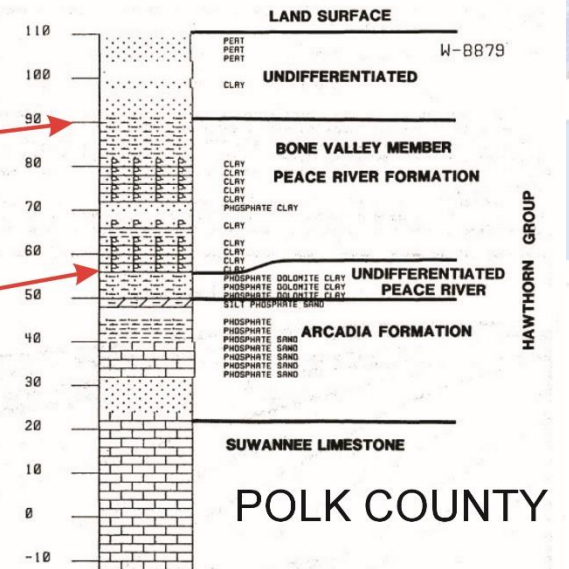 LAND SURFACE
110
PEAT
PEAT
PEAT
W-8879
100
UNDIFFERENTIATED
CLAY
90
BONE VALLEY MEMBER
80
CLAY
CLAY
CLAY
CLAY
CLAY
PHOSPHATE CLAY
PEACE RIVER FORMATION
70
CLAY
60
CLAY
CLAY
CLAY
CLAY
PHOSPHATE DOLOMITE CLAY
PHOSPHATE DOLOMITE CLAY
PHOSPHATE DOLOMITE CLAY
SILT PHOSPHATE SAND
UNDIFFERENTIATED
PEACE RIVER
50
HAWTHORN GROUP
PHOSPHATE
PHOSPHATE
PHOSPHATE SAND
PHOSPHATE SAND
PHOSPHATE SAND
PHOSPHATE SAND
PHOSPHATE SAND
ARCADIA FORMATION
40
30
20
SUWANNEE LIMESTONE
10
POLK COUNTY
0
-10